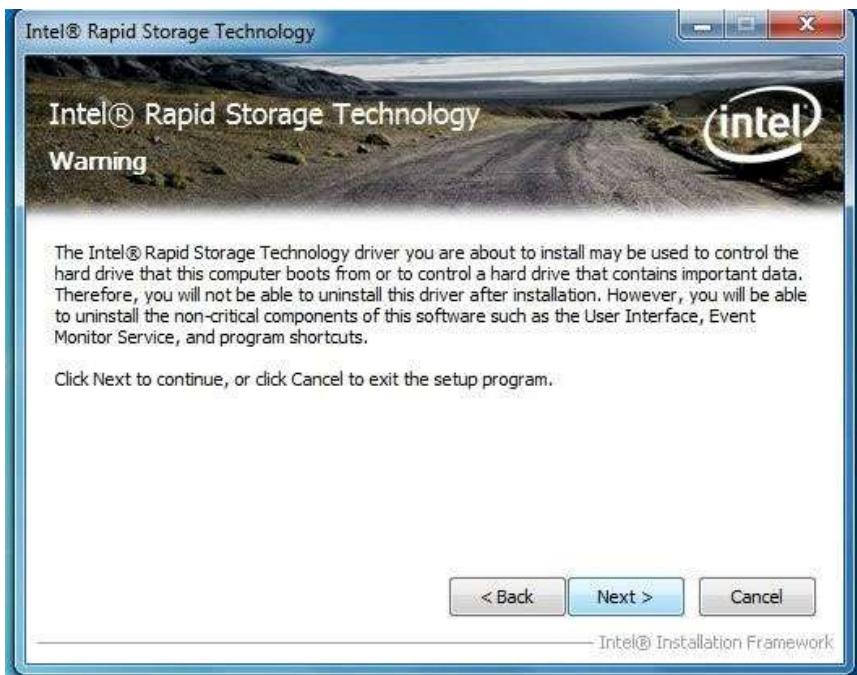 Intel® Rapid Storage Technology
Intel® Rapid Storage Technology
intel
Warning
The Intel® Rapid Storage Technology driver you are about to install may be used to control the
hard drive that this computer boots from or to control a hard drive that contains important data.
Therefore, you will not be able to uninstall this driver after installation. However, you will be able
to uninstall the non-critical components of this software such as the User Interface, Event
Monitor Service, and program shortcuts.
Click Next to continue, or click Cancel to exit the setup program.
< Back Next > Cancel
Intel® Installation Framework